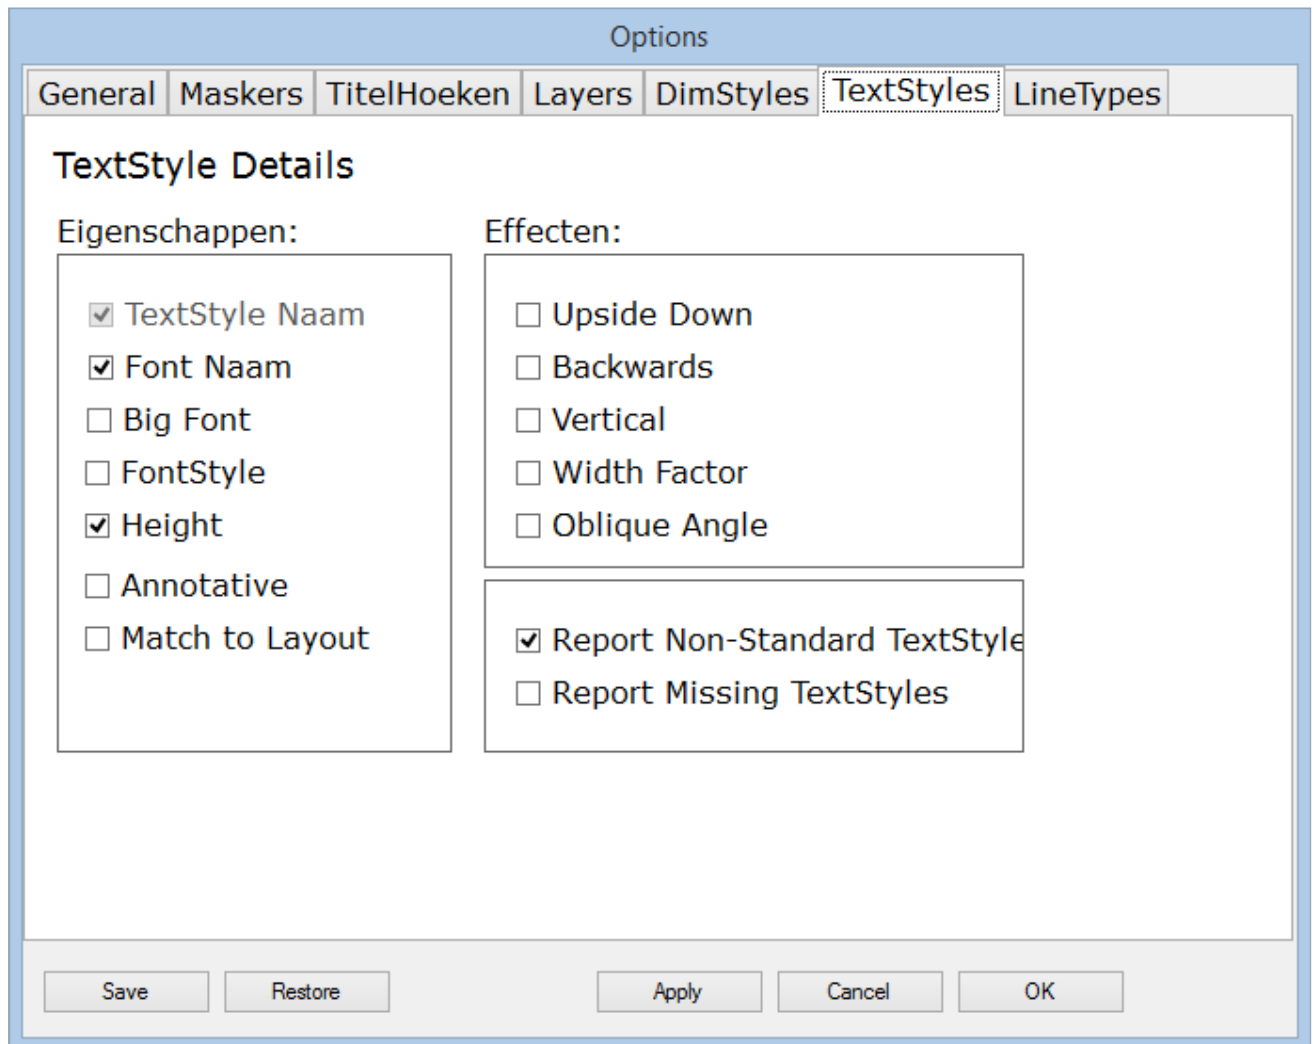 Options
General Maskers TitelHoeken Layers DimStyles TextStyles LineTypes
TextStyle Details
Eigenschappen:
TextStyle Naam
Font Naam
Big Font
FontStyle
Height
Annotative
Match to Layout
Effecten:
Upside Down
Backwards
Vertical
Width Factor
Oblique Angle
Report Non-Standard TextStyle
Report Missing TextStyles
Save Restore Apply Cancel OK